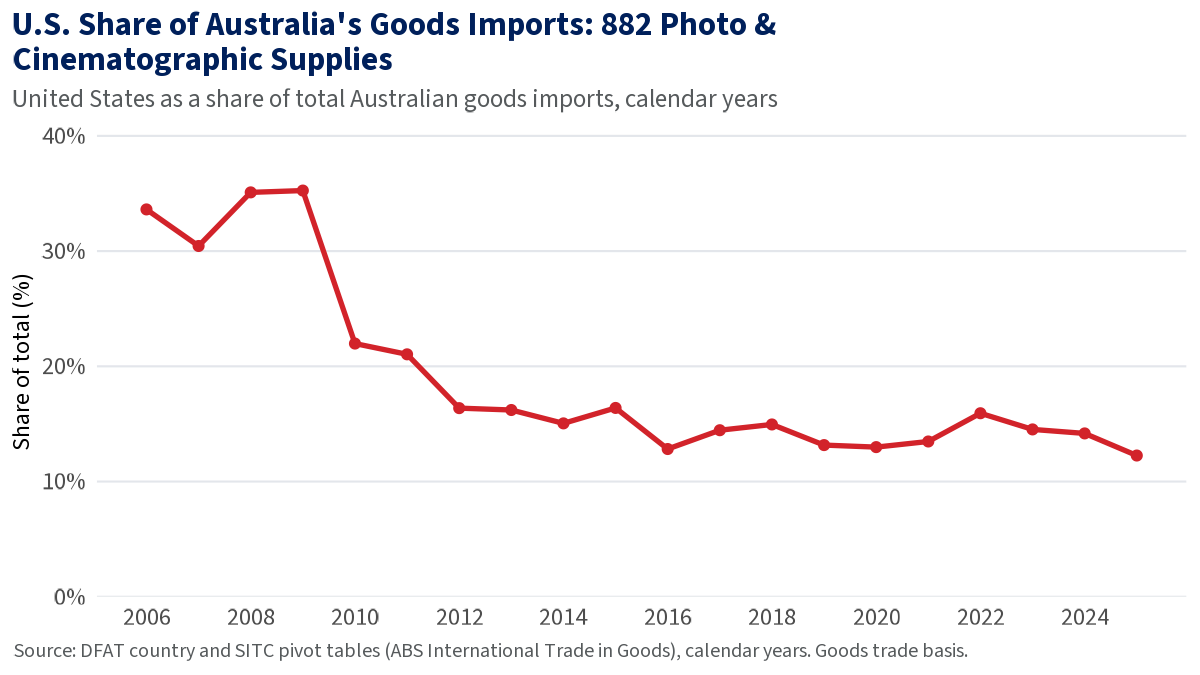 U.S. Share of Australia's Goods Imports: 882 Photo &
Cinematographic Supplies
United States as a share of total Australian goods imports, calendar years
Share of total (%)
40%
30%
20%
10%
0%
2006 2008 2010 2012 2014 2016 2018 2020 2022 2024
Source: DFAT country and SITC pivot tables (ABS International Trade in Goods), calendar years. Goods trade basis.